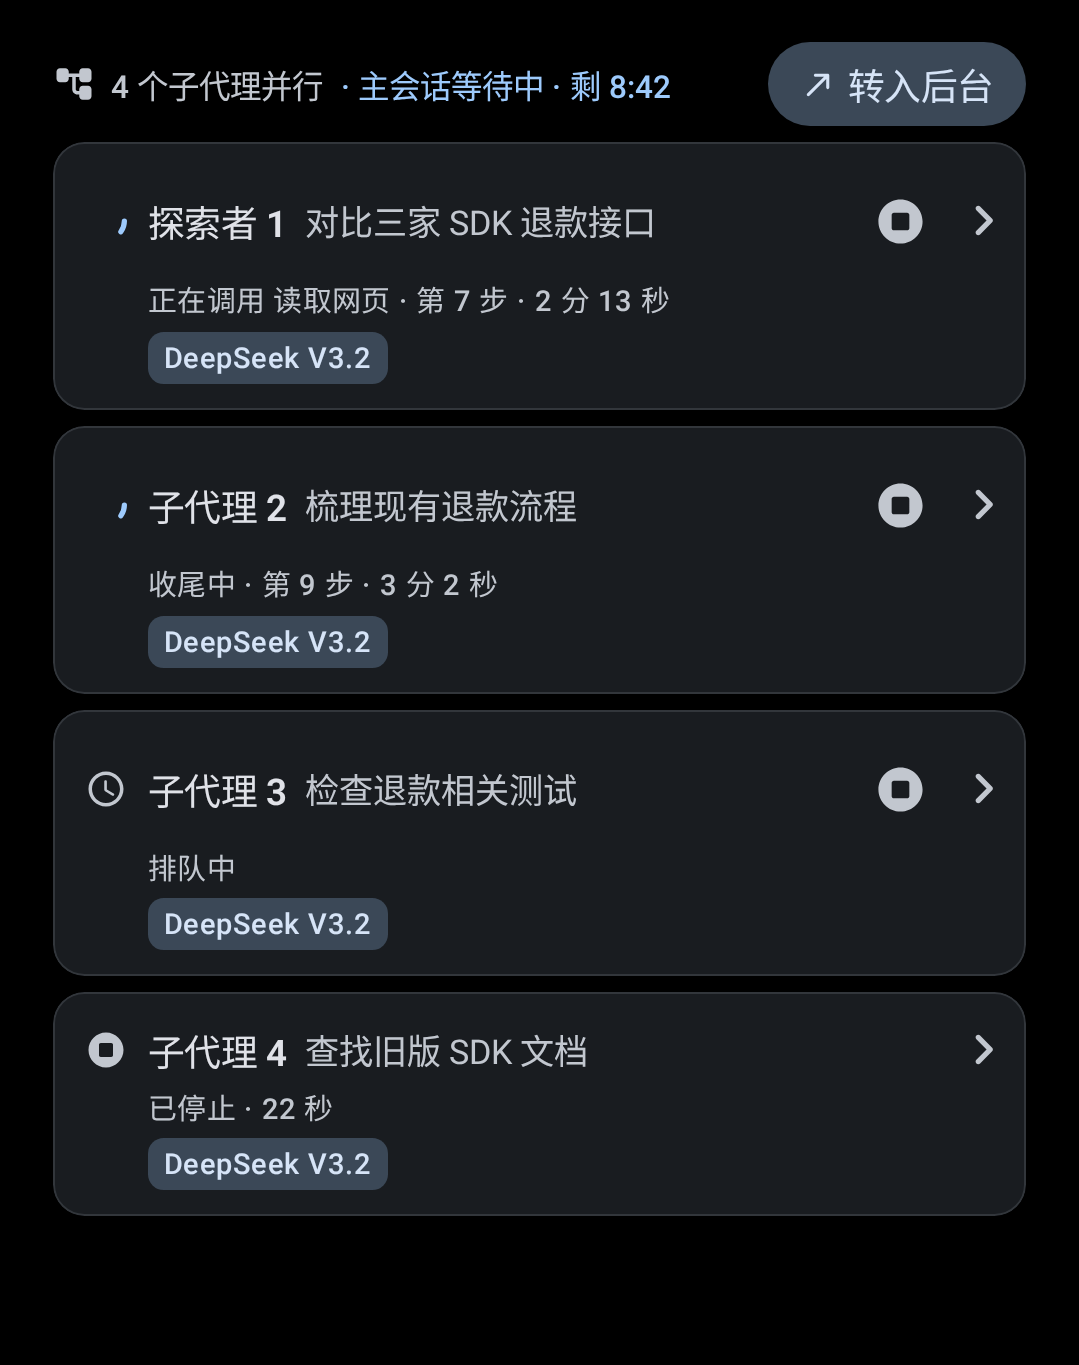 4 个子代理并行 · 主会话等待中 · 剩 8:42
转入后台
探索者 1 对比三家 SDK 退款接口
正在调用 读取网页 · 第 7 步 · 2 分 13 秒
DeepSeek V3.2
子代理 2 梳理现有退款流程
收尾中 · 第 9 步 · 3 分 2 秒
DeepSeek V3.2
子代理 3 检查退款相关测试
排队中
DeepSeek V3.2
子代理 4 查找旧版 SDK 文档
已停止 · 22 秒
DeepSeek V3.2